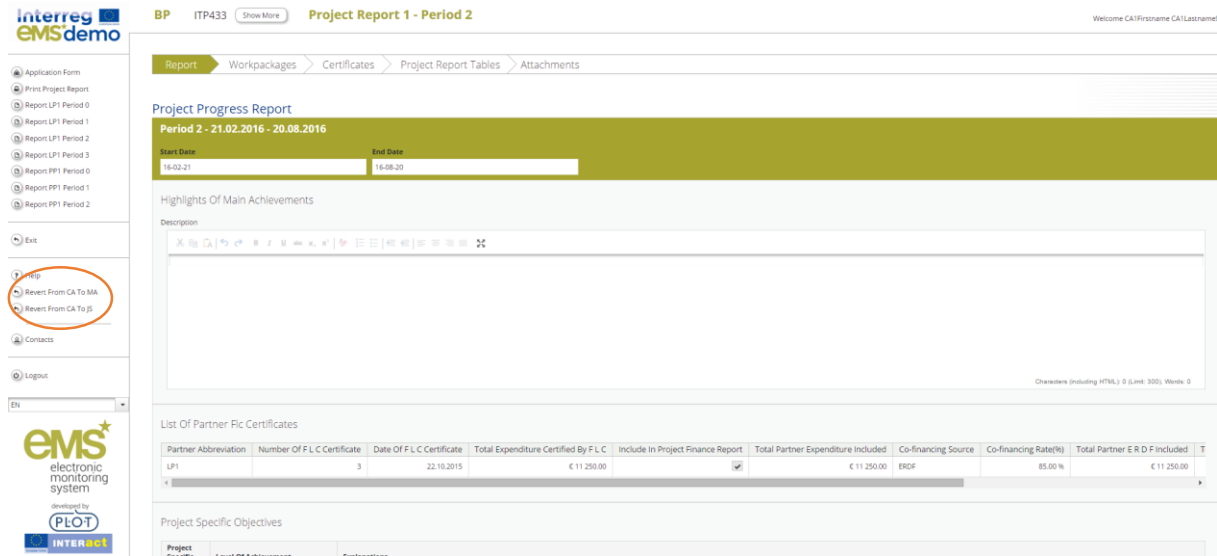 Interreg
eMS demo
BP ITP433 Show More Project Report 1 - Period 2
Welcome CA1Firstname CA1Lastname
Report Workpackages Certificates Project Report Tables Attachments
Application Form
Print Project Report
Report LP1 Period 0
Report LP1 Period 1
Report LP1 Period 2
Report LP1 Period 3
Report PP1 Period 0
Report PP1 Period 1
Report PP1 Period 2
Exit
Help
Revert From CA To MA
Revert From CA To JS
Contacts
Logout
EN
eMS
electronic
monitoring
system
developed by
PLOT
INTERACT
Project Progress Report
Period 2 - 21.02.2016 - 20.08.2016
Start Date End Date
16-02-21 16-08-20
Highlights Of Main Achievements
Description
Characters (including HTML): 0 (Limit: 500), Words: 0
List Of Partner Flc Certificates
Partner Abbreviation Number Of F L C Certificate Date Of F L C Certificate Total Expenditure Certified By F L C Include In Project Finance Report Total Partner Expenditure Included Co-financing Source Co-financing Rate(%) Total Partner E R D F Included T
LP1 3 22.10.2015 € 11 250.00 € 11 250.00 ERDF 85.00 % € 11 250.00
Project Specific Objectives
Project
Specific Level Of Achievement Explanations